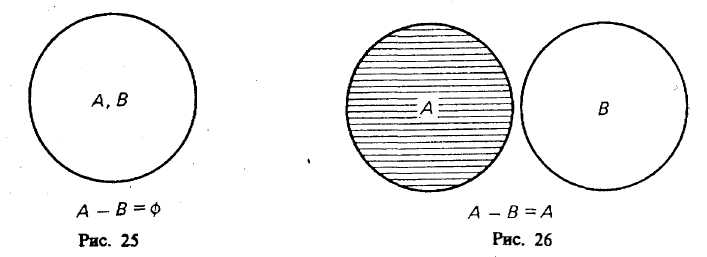 A, B
A − B = ϕ
Рис. 25
A
B
A − B = A
Рис. 26